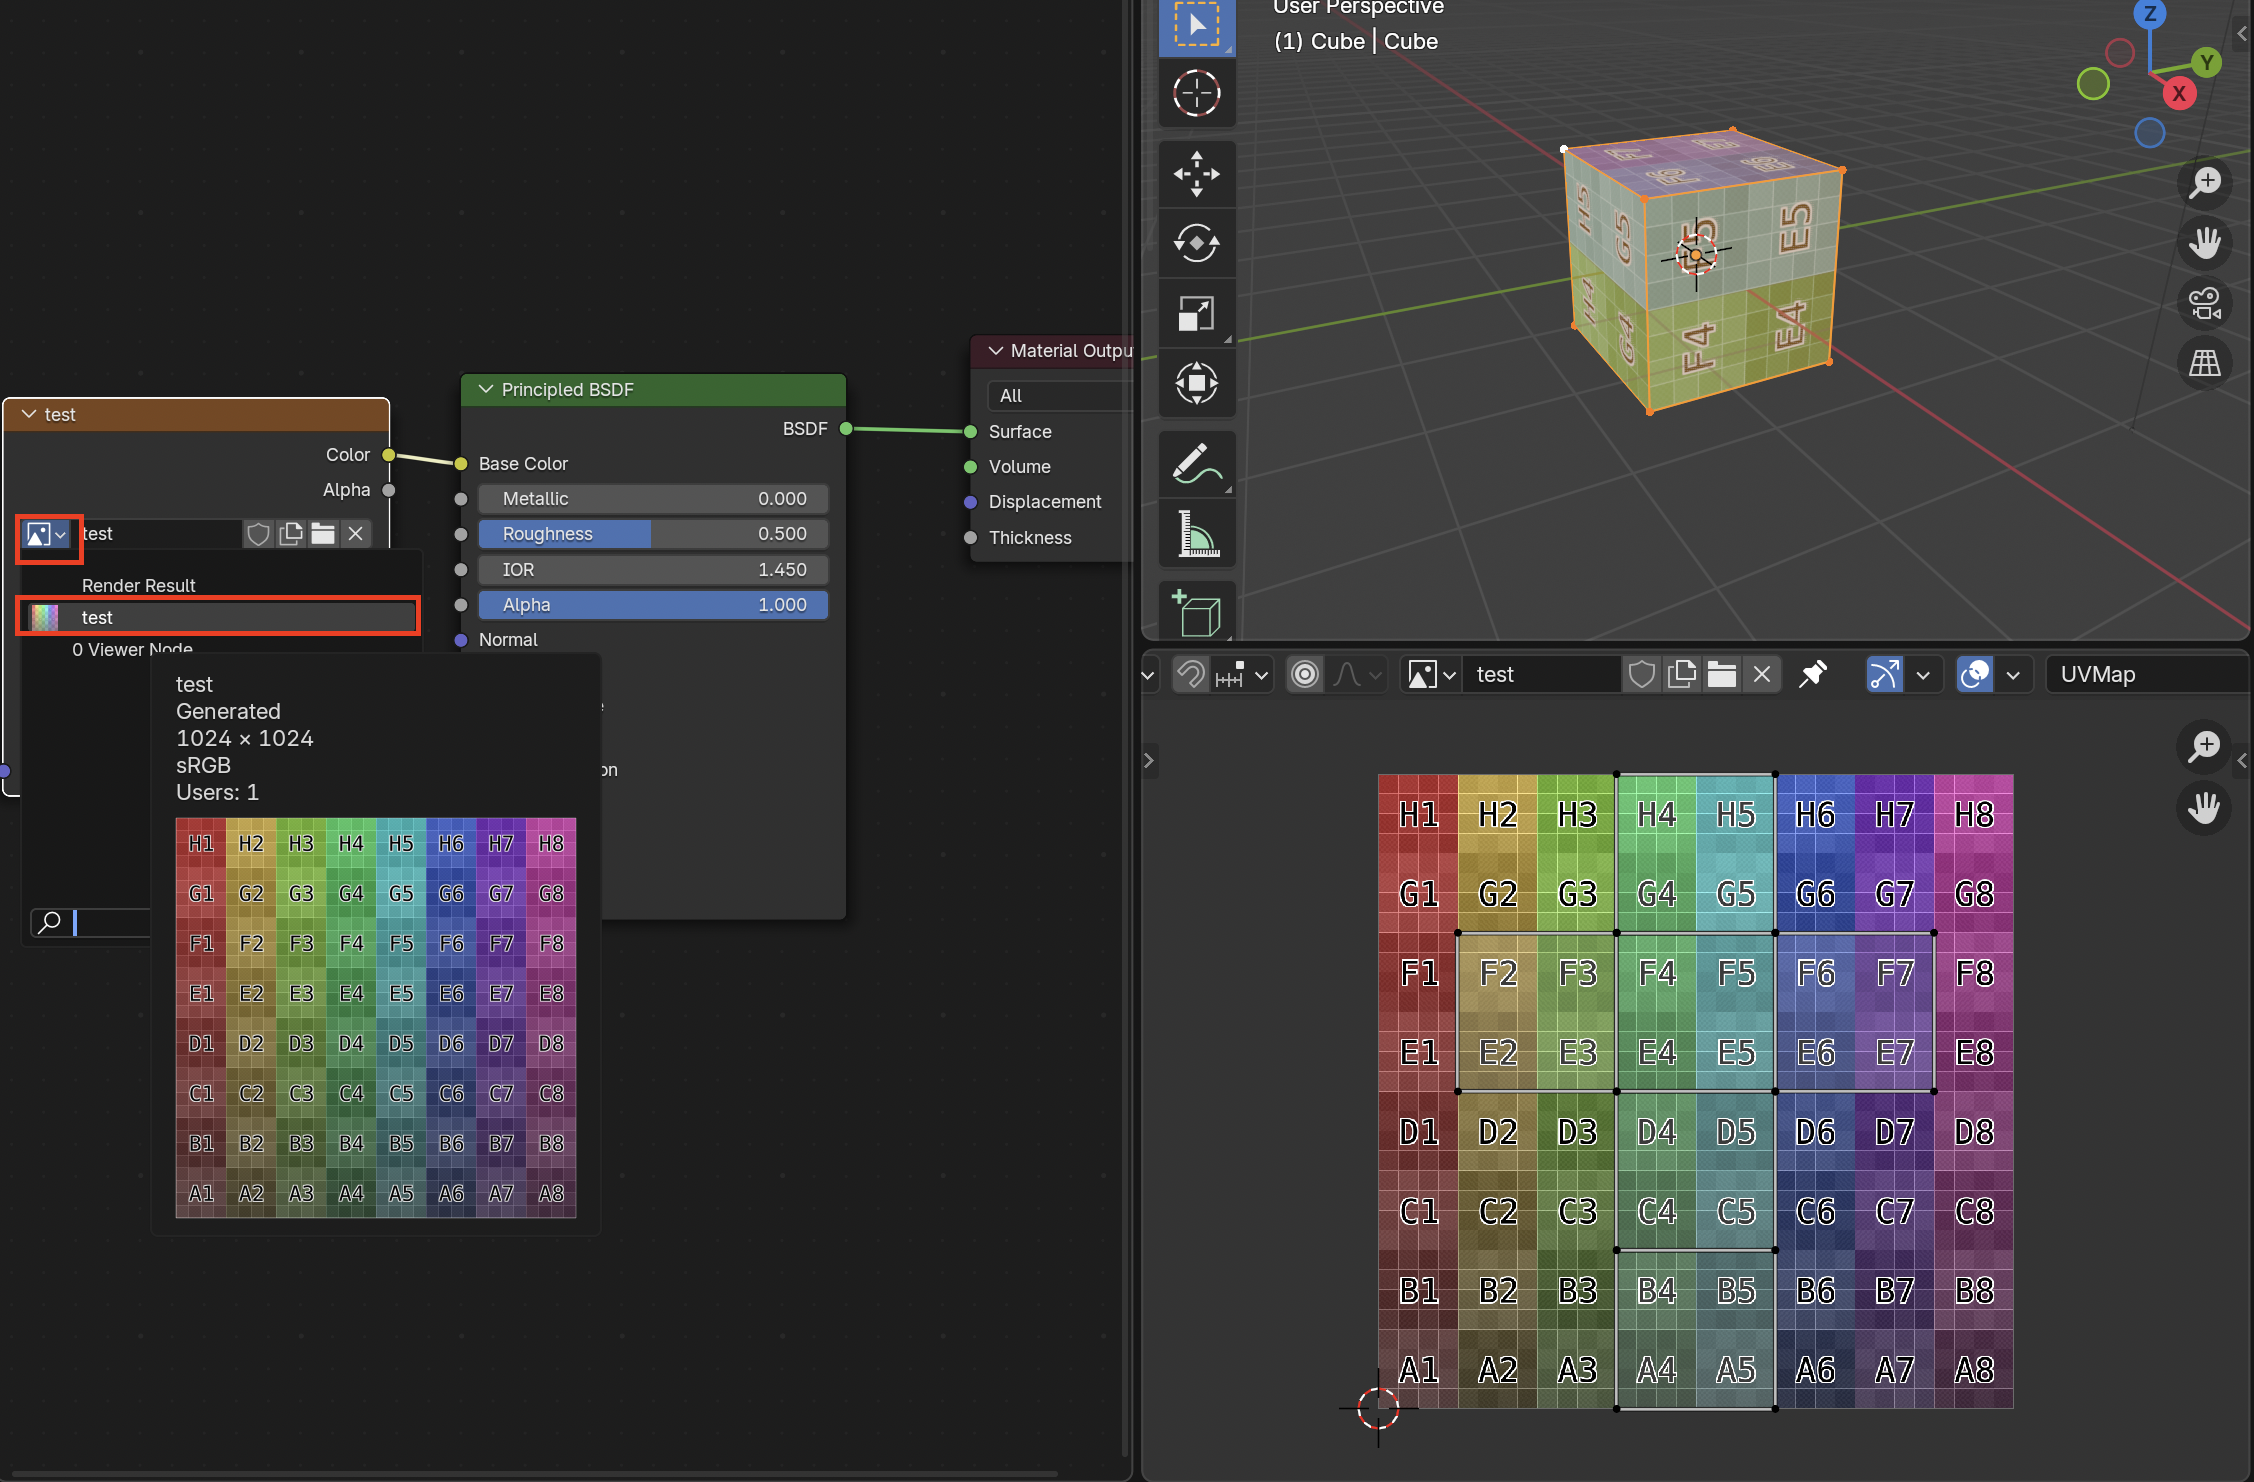 test
Color
Alpha
test
Render Result
test
0 Viewer Node
test
Generated
1024 × 1024
sRGB
Users: 1
H1 H2 H3 H4 H5 H6 H7 H8
G1 G2 G3 G4 G5 G6 G7 G8
F1 F2 F3 F4 F5 F6 F7 F8
E1 E2 E3 E4 E5 E6 E7 E8
D1 D2 D3 D4 D5 D6 D7 D8
C1 C2 C3 C4 C5 C6 C7 C8
B1 B2 B3 B4 B5 B6 B7 B8
A1 A2 A3 A4 A5 A6 A7 A8
Principled BSDF
BSDF
Base Color
Metallic 0.000
Roughness 0.500
IOR 1.450
Alpha 1.000
Normal
on
Material Outpu
All
Surface
Volume
Displacement
Thickness
User Perspective
(1) Cube | Cube
Z
Y
X
H5 G5 E5
H4 G4 F4 E4
test
UVMap
H1 H2 H3 H4 H5 H6 H7 H8
G1 G2 G3 G4 G5 G6 G7 G8
F1 F2 F3 F4 F5 F6 F7 F8
E1 E2 E3 E4 E5 E6 E7 E8
D1 D2 D3 D4 D5 D6 D7 D8
C1 C2 C3 C4 C5 C6 C7 C8
B1 B2 B3 B4 B5 B6 B7 B8
A1 A2 A3 A4 A5 A6 A7 A8